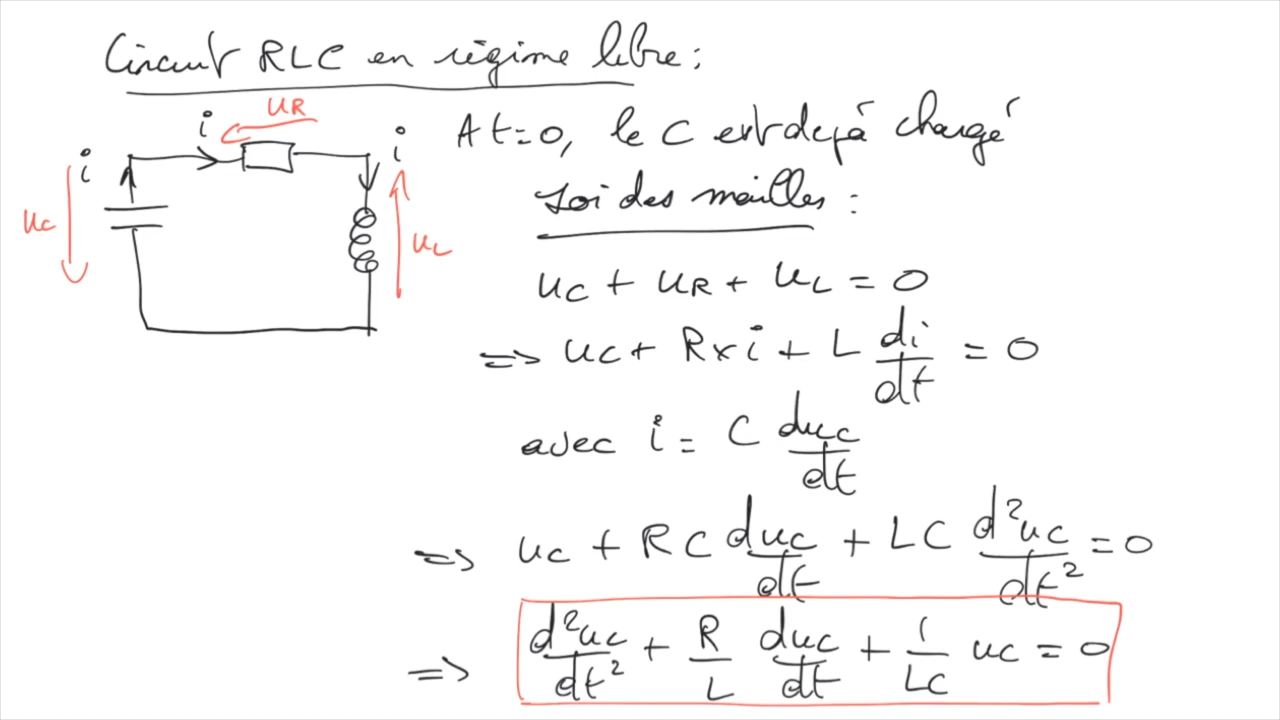 Circuit RLC en régime libre :
i
uR
i
i
uC
uL
A t=0, le C est dejà chargé
Loi des mailles :
uC + uR + uL = 0
=> uC + R×i + L di/dt = 0
avec i = C duC/dt
=> uC + RC duC/dt + LC d²uC/dt² = 0
=> d²uC/dt² + R/L duC/dt + 1/LC uC = 0